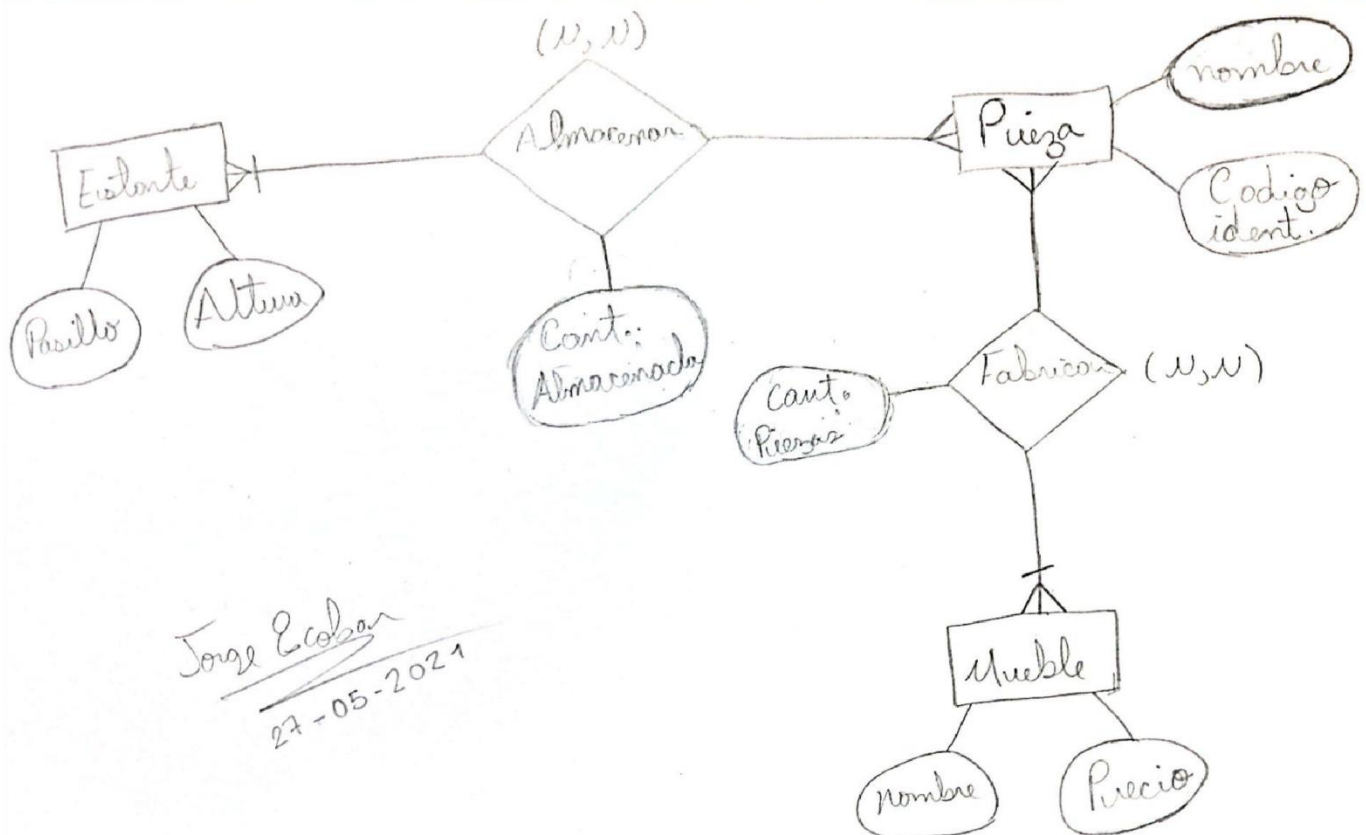 (N, N)
nombre
Almacenar
Pieza
Estante
Codigo
ident.
Altura
Pasillo
Cant.:
Almacenada
Fabricar
(N, N)
Cant.:
Piezas
Jorge Escobar
27-05-2021
Mueble
nombre
Precio